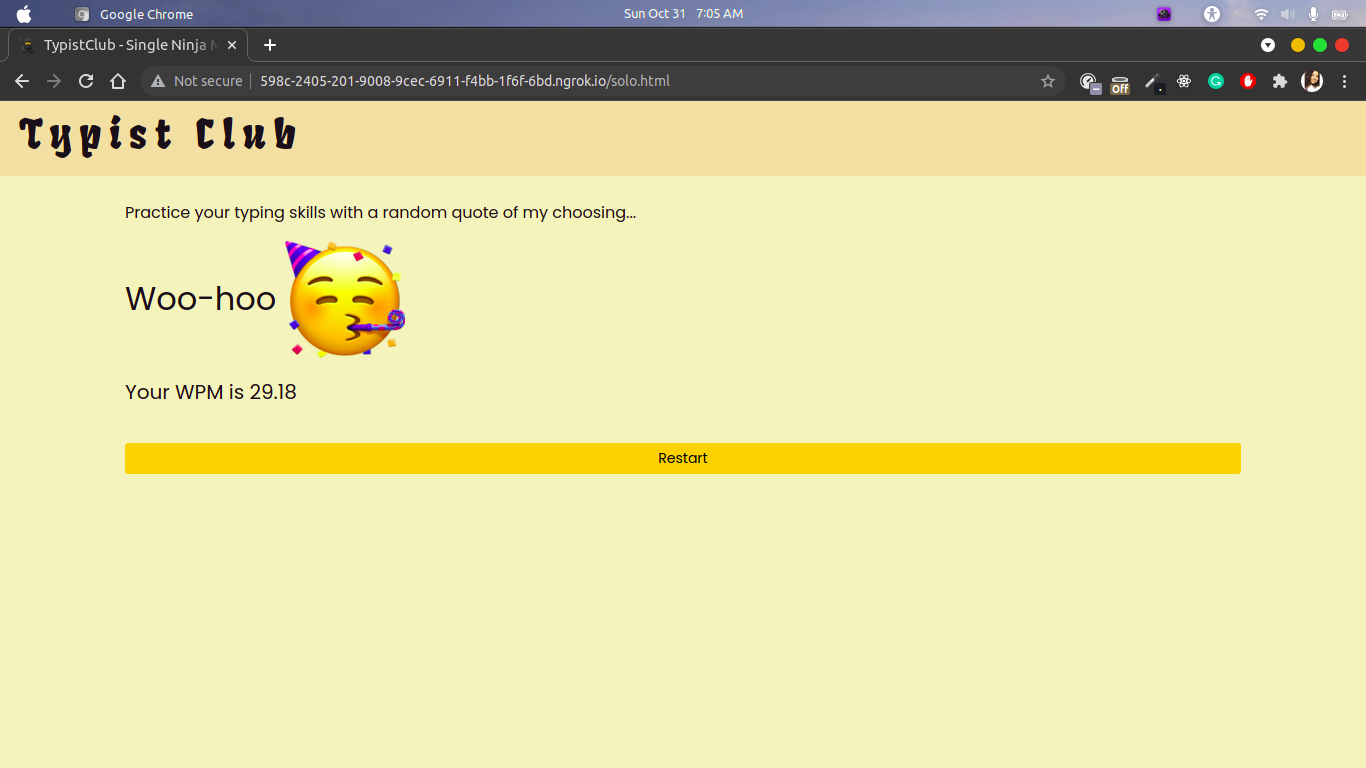 Google Chrome
Sun Oct 31 7:05 AM
TypistClub - Single Ninja
Not secure 598c-2405-201-9008-9cec-6911-f4bb-1f6f-6bd.ngrok.io/solo.html
Off
Typist Club
Practice your typing skills with a random quote of my choosing...
Woo-hoo
Your WPM is 29.18
Restart